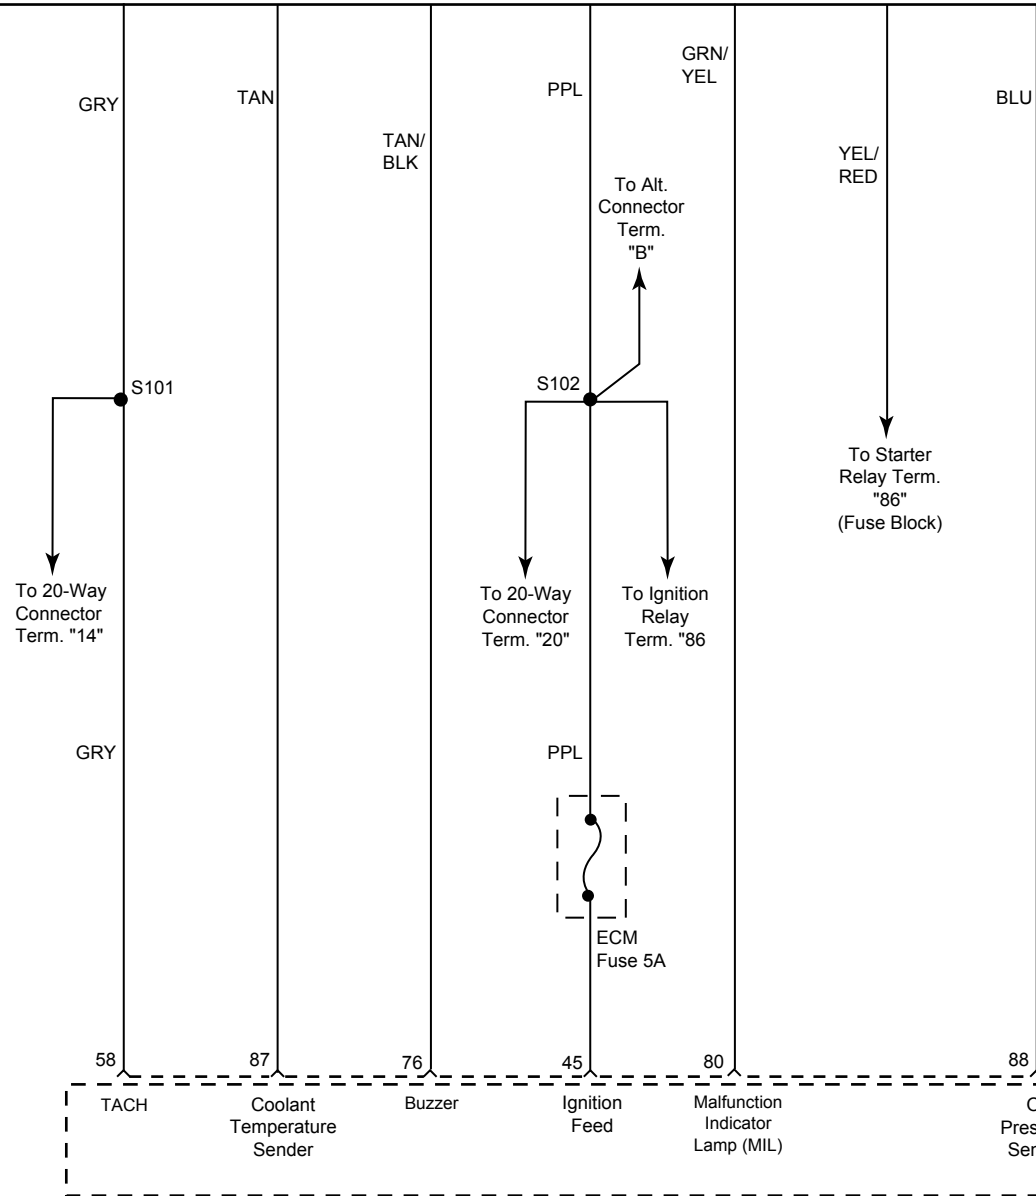 GRY
TAN
TAN/
BLK
PPL
GRN/
YEL
YEL/
RED
BLU
To Alt.
Connector
Term.
"B"
S101
S102
To 20-Way
Connector
Term. "14"
To 20-Way
Connector
Term. "20"
To Ignition
Relay
Term. "86
To Starter
Relay Term.
"86"
(Fuse Block)
GRY
PPL
ECM
Fuse 5A
58
87
76
45
80
88
TACH
Coolant
Temperature
Sender
Buzzer
Ignition
Feed
Malfunction
Indicator
Lamp (MIL)